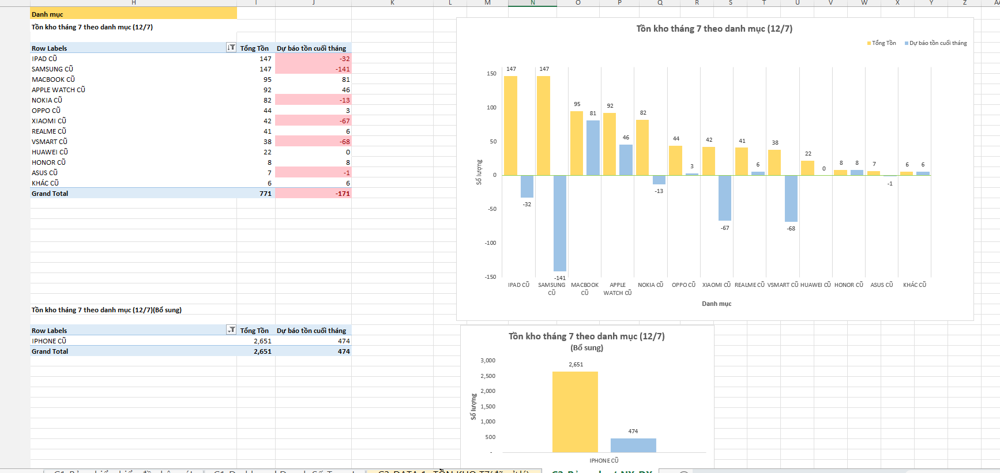 H I J K L M N O P Q R S T U V W X Y Z
Danh mục
Tồn kho tháng 7 theo danh mục (12/7)
Row Labels Tổng Tồn Dự báo tồn cuối tháng
IPAD CŨ 147 -32
SAMSUNG CŨ 147 -141
MACBOOK CŨ 95 81
APPLE WATCH CŨ 92 46
NOKIA CŨ 82 -13
OPPO CŨ 44 3
XIAOMI CŨ 42 -67
REALME CŨ 41 6
VSMART CŨ 38 -68
HUAWEI CŨ 22 0
HONOR CŨ 8 8
ASUS CŨ 7 -1
KHÁC CŨ 6 6
Grand Total 771 -171
Tồn kho tháng 7 theo danh mục (12/7)(Bổ sung)
Row Labels Tổng Tồn Dự báo tồn cuối tháng
IPHONE CŨ 2,651 474
Grand Total 2,651 474
Tồn kho tháng 7 theo danh mục (12/7)
Tổng Tồn Dự báo tồn cuối tháng
150
100
50
0
-50
-100
-150
Số lượng
147 -32 147 -141 95 81 92 46 82 -13 44 3 42 -67 41 6 38 -68 22 0 8 8 7 -1 6 6
IPAD CŨ SAMSUNG CŨ MACBOOK CŨ APPLE WATCH CŨ NOKIA CŨ OPPO CŨ XIAOMI CŨ REALME CŨ VSMART CŨ HUAWEI CŨ HONOR CŨ ASUS CŨ KHÁC CŨ
Danh mục
Tồn kho tháng 7 theo danh mục (12/7)
(Bổ sung)
3,000
2,500
2,000
1,500
1,000
500
-
Số lượng
2,651
474
IPHONE CŨ